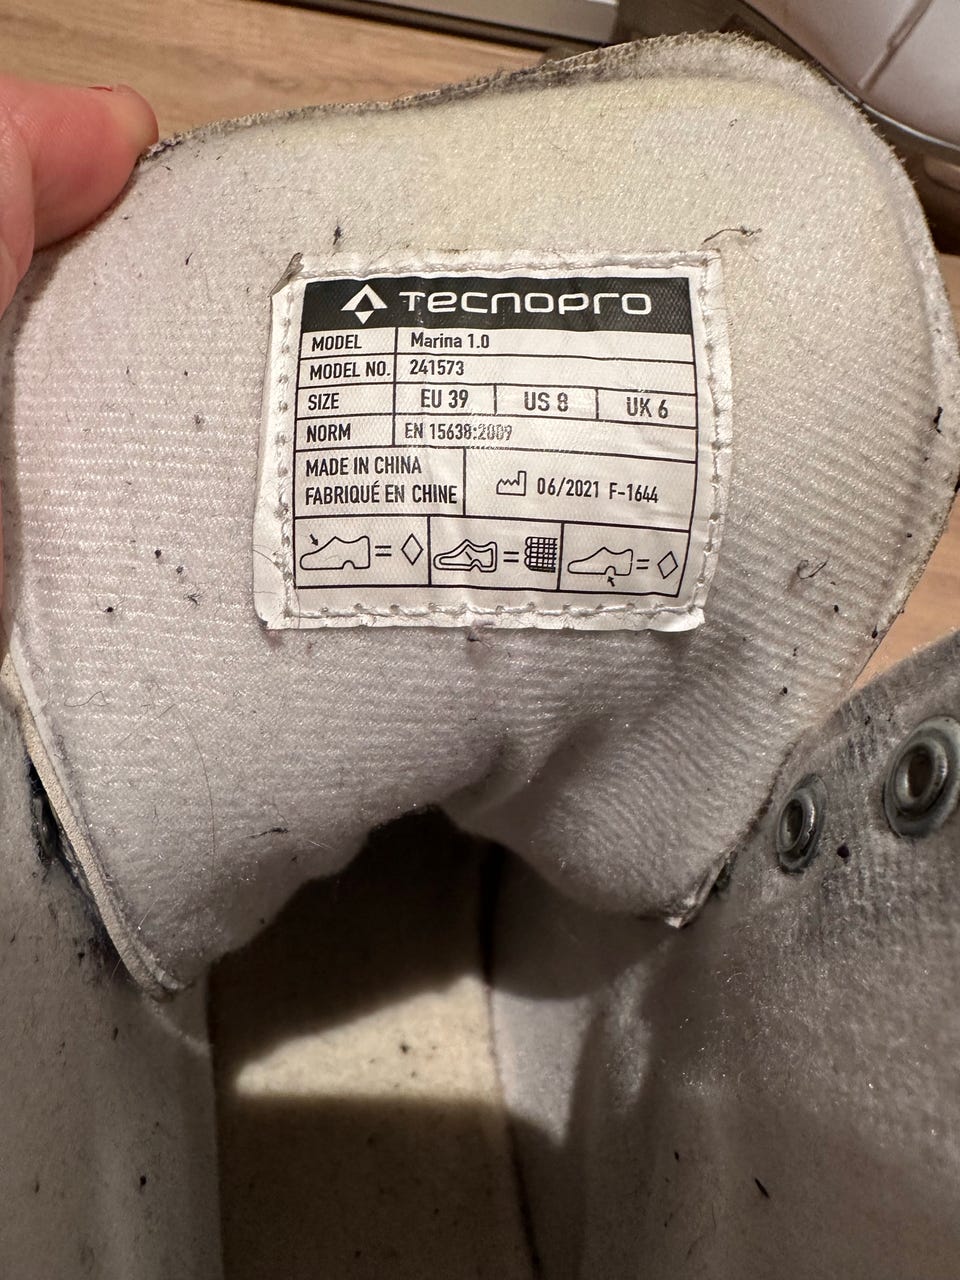 TECNOPRO
MODEL Marina 1.0
MODEL NO. 241573
SIZE EU 39 US 8 UK 6
NORM EN 15638:2009
MADE IN CHINA
FABRIQUÉ EN CHINE
06/2021 F-1644
= =  =